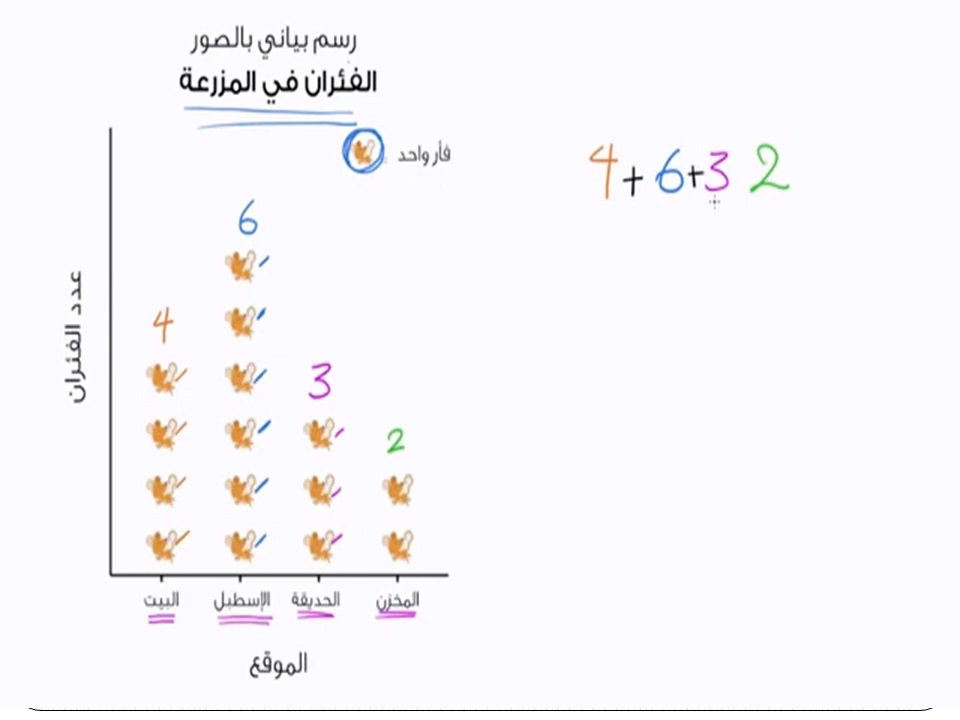 رسم بياني بالصور
الفئران في المزرعة
فأر واحد
4 + 6 + 3 2
6
4
3
2
عدد الفئران
البيت الإسطبل الحديقة المخزن
الموقع